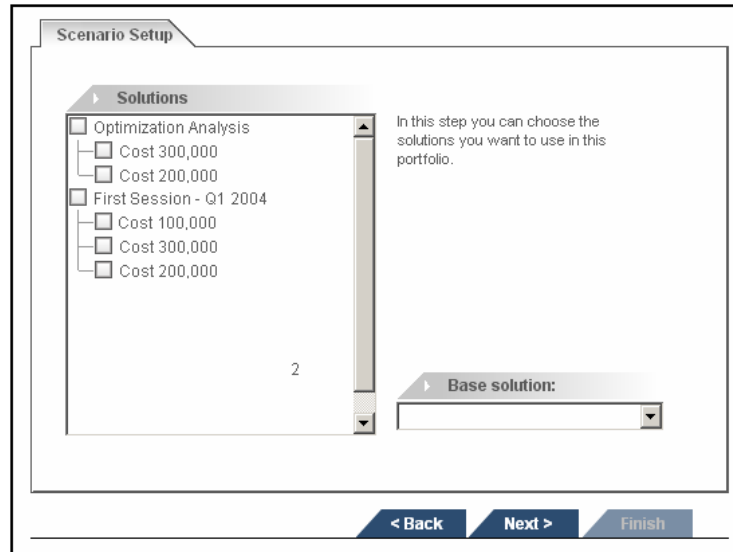 Scenario Setup
Solutions
Optimization Analysis
Cost 300,000
Cost 200,000
First Session - Q1 2004
Cost 100,000
Cost 300,000
Cost 200,000
2
In this step you can choose the
solutions you want to use in this
portfolio.
Base solution:
< Back
Next >
Finish